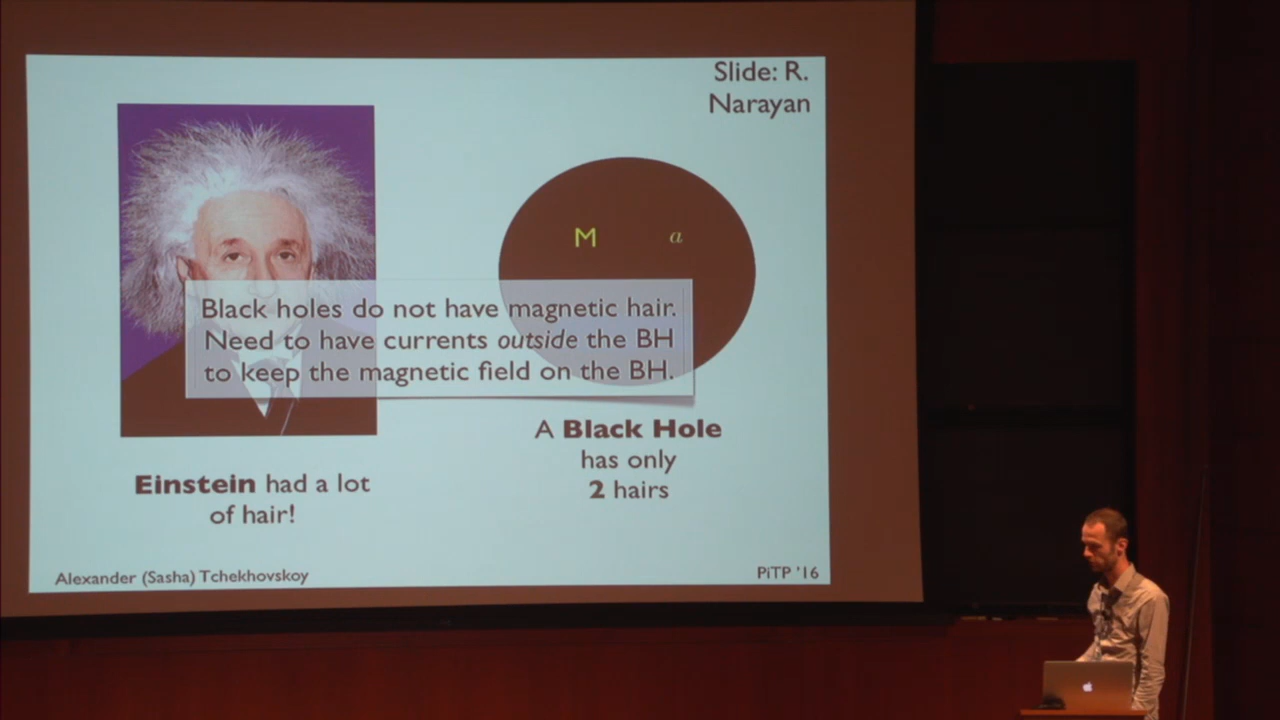 Slide: R.
Narayan
M a
Black holes do not have magnetic hair.
Need to have currents outside the BH
to keep the magnetic field on the BH.
Einstein had a lot
of hair!
A Black Hole
has only
2 hairs
Alexander (Sasha) Tchekhovskoy
PiTP '16